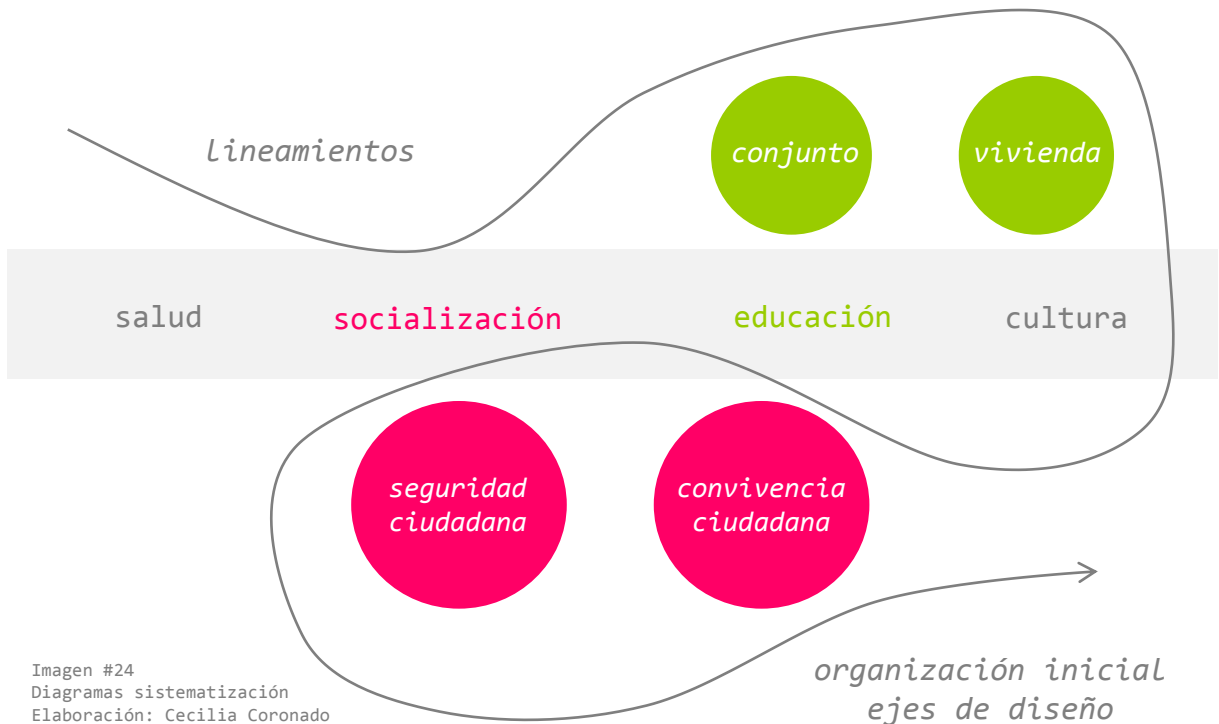 lineamientos
conjunto
vivienda
salud
socialización
educación
cultura
seguridad
ciudadana
convivencia
ciudadana
organización inicial
ejes de diseño
Imagen #24
Diagramas sistematización
Elaboración: Cecilia Coronado